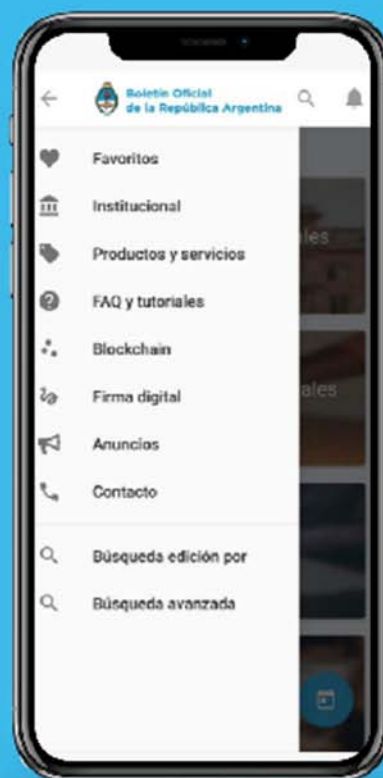 Boletín Oficial
de la República Argentina
Favoritos
Institucional
Productos y servicios
FAQ y tutoriales
Blockchain
Firma digital
Anuncios
Contacto
Búsqueda edición por
Búsqueda avanzada
ales